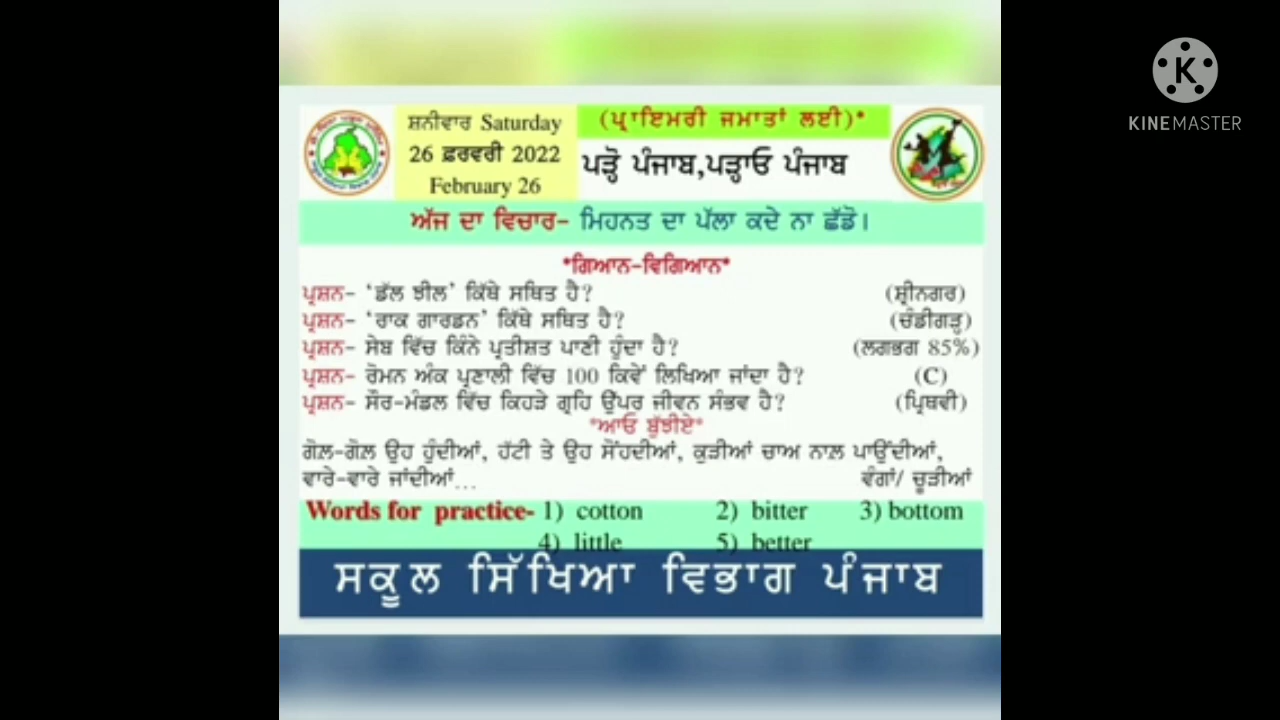 KINEMASTER
ਸ਼ਨੀਵਾਰ Saturday
26 ਫ਼ਰਵਰੀ 2022
February 26
(ਪ੍ਰਾਇਮਰੀ ਜਮਾਤਾਂ ਲਈ)*
ਪੜ੍ਹੋ ਪੰਜਾਬ,ਪੜ੍ਹਾਓ ਪੰਜਾਬ
ਅੱਜ ਦਾ ਵਿਚਾਰ- ਮਿਹਨਤ ਦਾ ਪੱਲਾ ਕਦੇ ਨਾ ਛੱਡੋ।
*ਗਿਆਨ-ਵਿਗਿਆਨ*
ਪ੍ਰਸ਼ਨ- ‘ਡੱਲ ਝੀਲ’ ਕਿੱਥੇ ਸਥਿਤ ਹੈ? (ਸ਼੍ਰੀਨਗਰ)
ਪ੍ਰਸ਼ਨ- ‘ਰਾਕ ਗਾਰਡਨ’ ਕਿੱਥੇ ਸਥਿਤ ਹੈ? (ਚੰਡੀਗੜ੍ਹ)
ਪ੍ਰਸ਼ਨ- ਸੇਬ ਵਿੱਚ ਕਿੰਨੇ ਪ੍ਰਤੀਸ਼ਤ ਪਾਣੀ ਹੁੰਦਾ ਹੈ? (ਲਗਭਗ 85%)
ਪ੍ਰਸ਼ਨ- ਰੋਮਨ ਅੰਕ ਪ੍ਰਣਾਲੀ ਵਿੱਚ 100 ਕਿਵੇਂ ਲਿਖਿਆ ਜਾਂਦਾ ਹੈ? (C)
ਪ੍ਰਸ਼ਨ- ਸੌਰ-ਮੰਡਲ ਵਿੱਚ ਕਿਹੜੇ ਗ੍ਰਹਿ ਉੱਪਰ ਜੀਵਨ ਸੰਭਵ ਹੈ? (ਪ੍ਰਿਥਵੀ)
*ਆਓ ਬੁੱਝੀਏ*
ਗੋਲ਼-ਗੋਲ਼ ਉਹ ਹੁੰਦੀਆਂ, ਹੱਟੀ ਤੇ ਉਹ ਸੋਂਹਦੀਆਂ, ਕੁੜੀਆਂ ਚਾਅ ਨਾਲ਼ ਪਾਉਂਦੀਆਂ,
ਵਾਰੇ-ਵਾਰੇ ਜਾਂਦੀਆਂ... ਵੰਗਾਂ/ ਚੂੜੀਆਂ
Words for practice- 1) cotton 2) bitter 3) bottom
4) little 5) better
ਸਕੂਲ ਸਿੱਖਿਆ ਵਿਭਾਗ ਪੰਜਾਬ